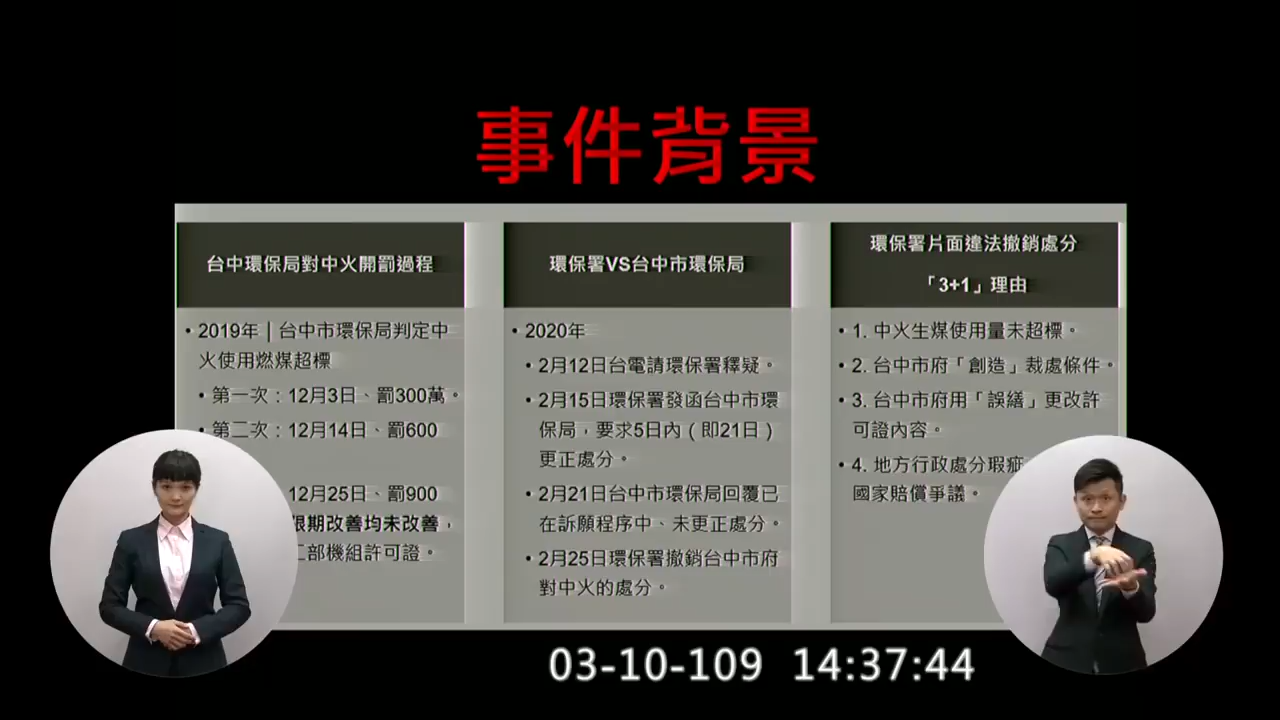 事件背景
台中環保局對中火開罰過程
• 2019年｜台中市環保局判定中
火使用燃煤超標
• 第一次：12月3日、罰300萬。
• 第二次：12月14日、罰600
12月25日、罰900
限期改善均未改善，
部機組許可證。
環保署VS台中市環保局
• 2020年
• 2月12日台電請環保署釋疑。
• 2月15日環保署發函台中市環
保局，要求5日內（即21日）
更正處分。
• 2月21日台中市環保局回覆已
在訴願程序中、未更正處分。
• 2月25日環保署撤銷台中市府
對中火的處分。
環保署片面違法撤銷處分
「3+1」理由
• 1. 中火生煤使用量未超標。
• 2. 台中市府「創造」裁處條件。
• 3. 台中市府用「誤繕」更改許
可證內容。
• 4. 地方行政處分瑕疵
國家賠償爭議。
03-10-109 14:37:44